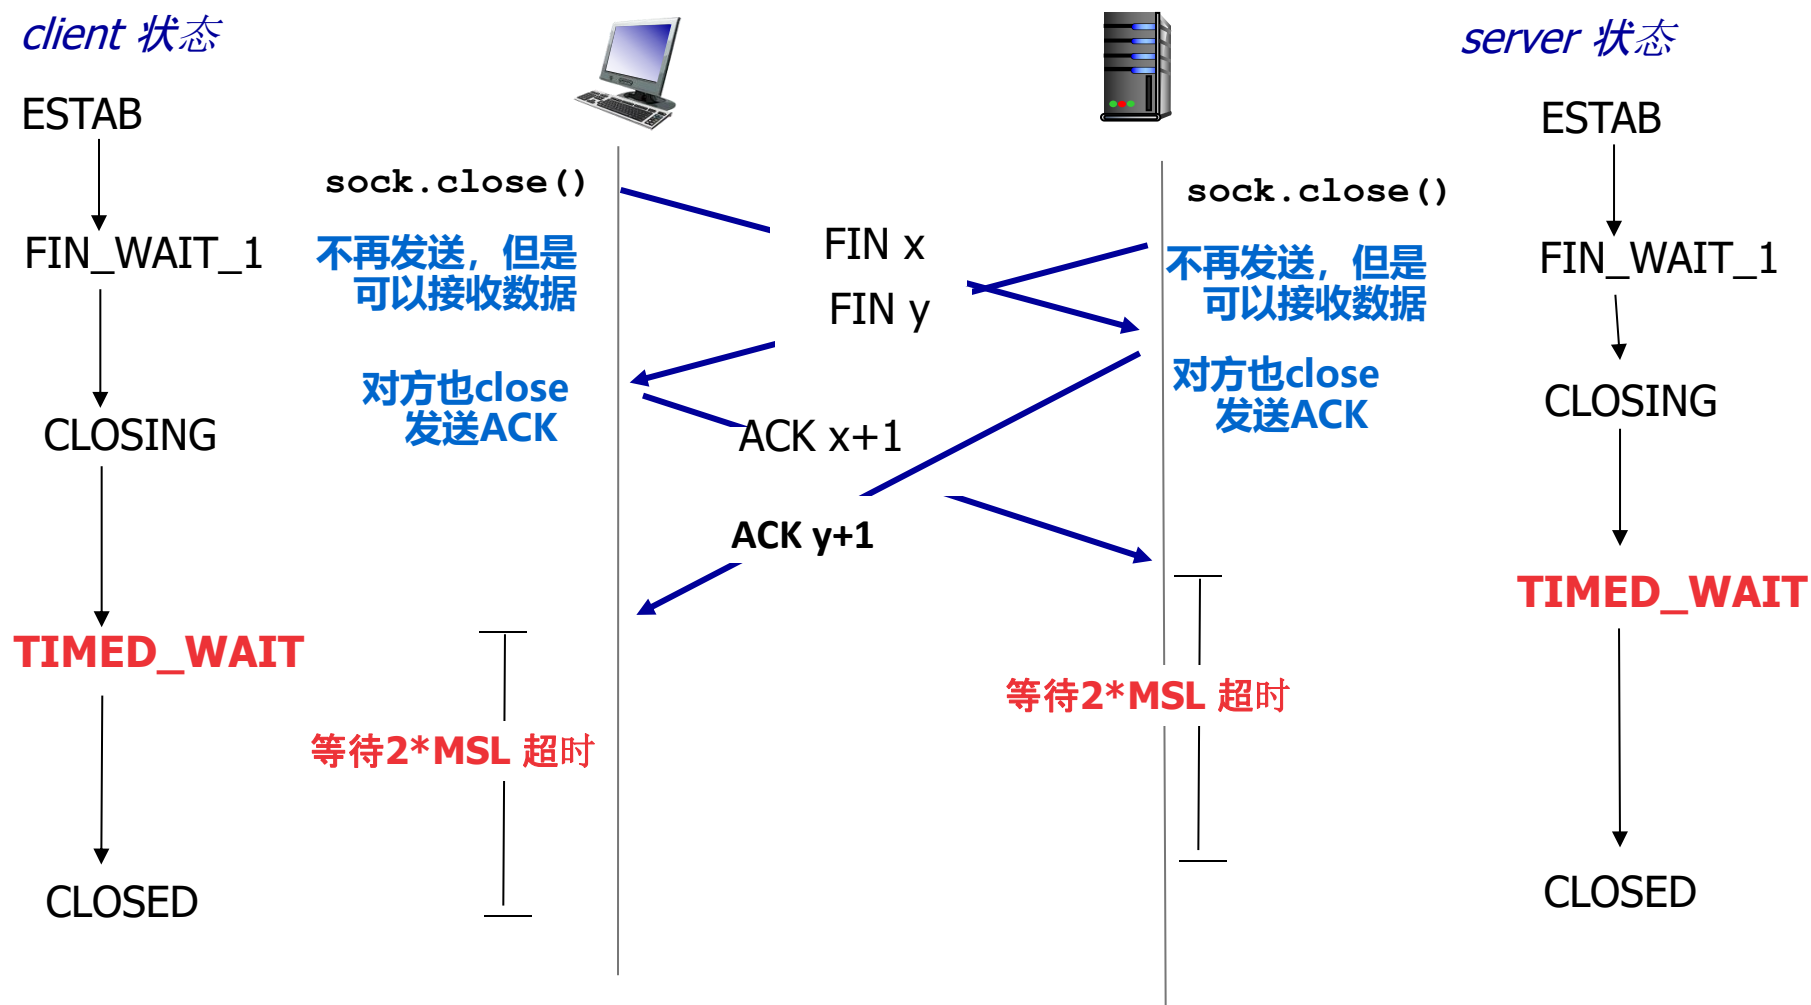 client 状态
server 状态
ESTAB
ESTAB
sock.close()
sock.close()
FIN_WAIT_1
不再发送，但是
可以接收数据
FIN x
不再发送，但是
可以接收数据
FIN_WAIT_1
FIN y
对方也close
发送ACK
对方也close
发送ACK
CLOSING
ACK x+1
CLOSING
ACK y+1
TIMED_WAIT
TIMED_WAIT
等待2*MSL 超时
等待2*MSL 超时
CLOSED
CLOSED